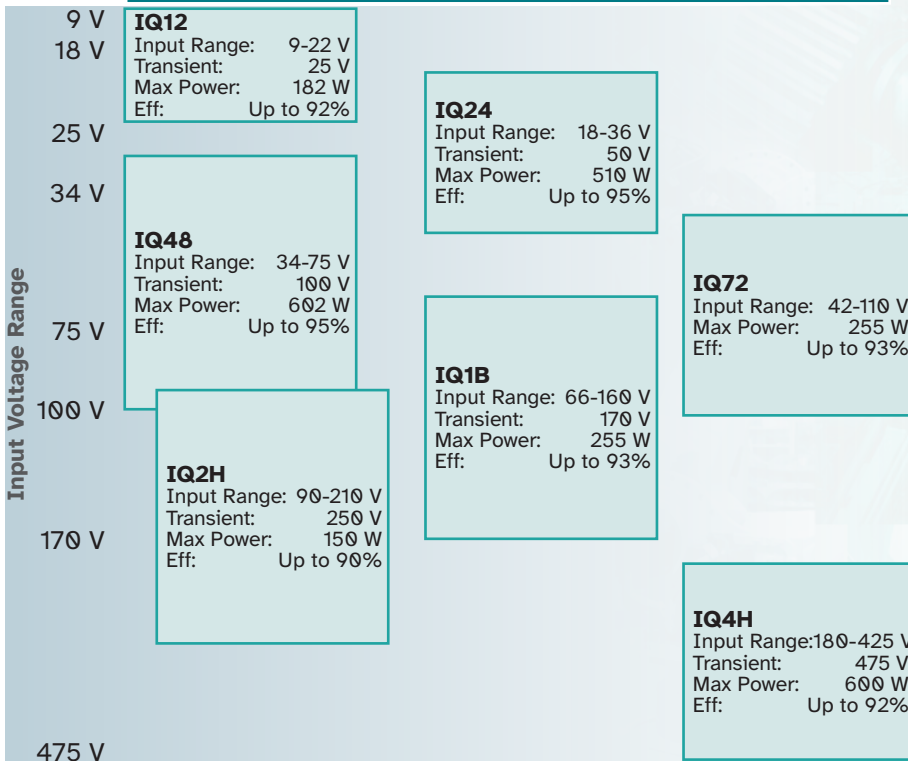 Input Voltage Range
9 V
18 V
25 V
34 V
75 V
100 V
170 V
475 V
IQ12
Input Range: 9-22 V
Transient: 25 V
Max Power: 182 W
Eff: Up to 92%
IQ24
Input Range: 18-36 V
Transient: 50 V
Max Power: 510 W
Eff: Up to 95%
IQ48
Input Range: 34-75 V
Transient: 100 V
Max Power: 602 W
Eff: Up to 95%
IQ72
Input Range: 42-110 V
Max Power: 255 W
Eff: Up to 93%
IQ1B
Input Range: 66-160 V
Transient: 170 V
Max Power: 255 W
Eff: Up to 93%
IQ2H
Input Range: 90-210 V
Transient: 250 V
Max Power: 150 W
Eff: Up to 90%
IQ4H
Input Range:180-425 V
Transient: 475 V
Max Power: 600 W
Eff: Up to 92%